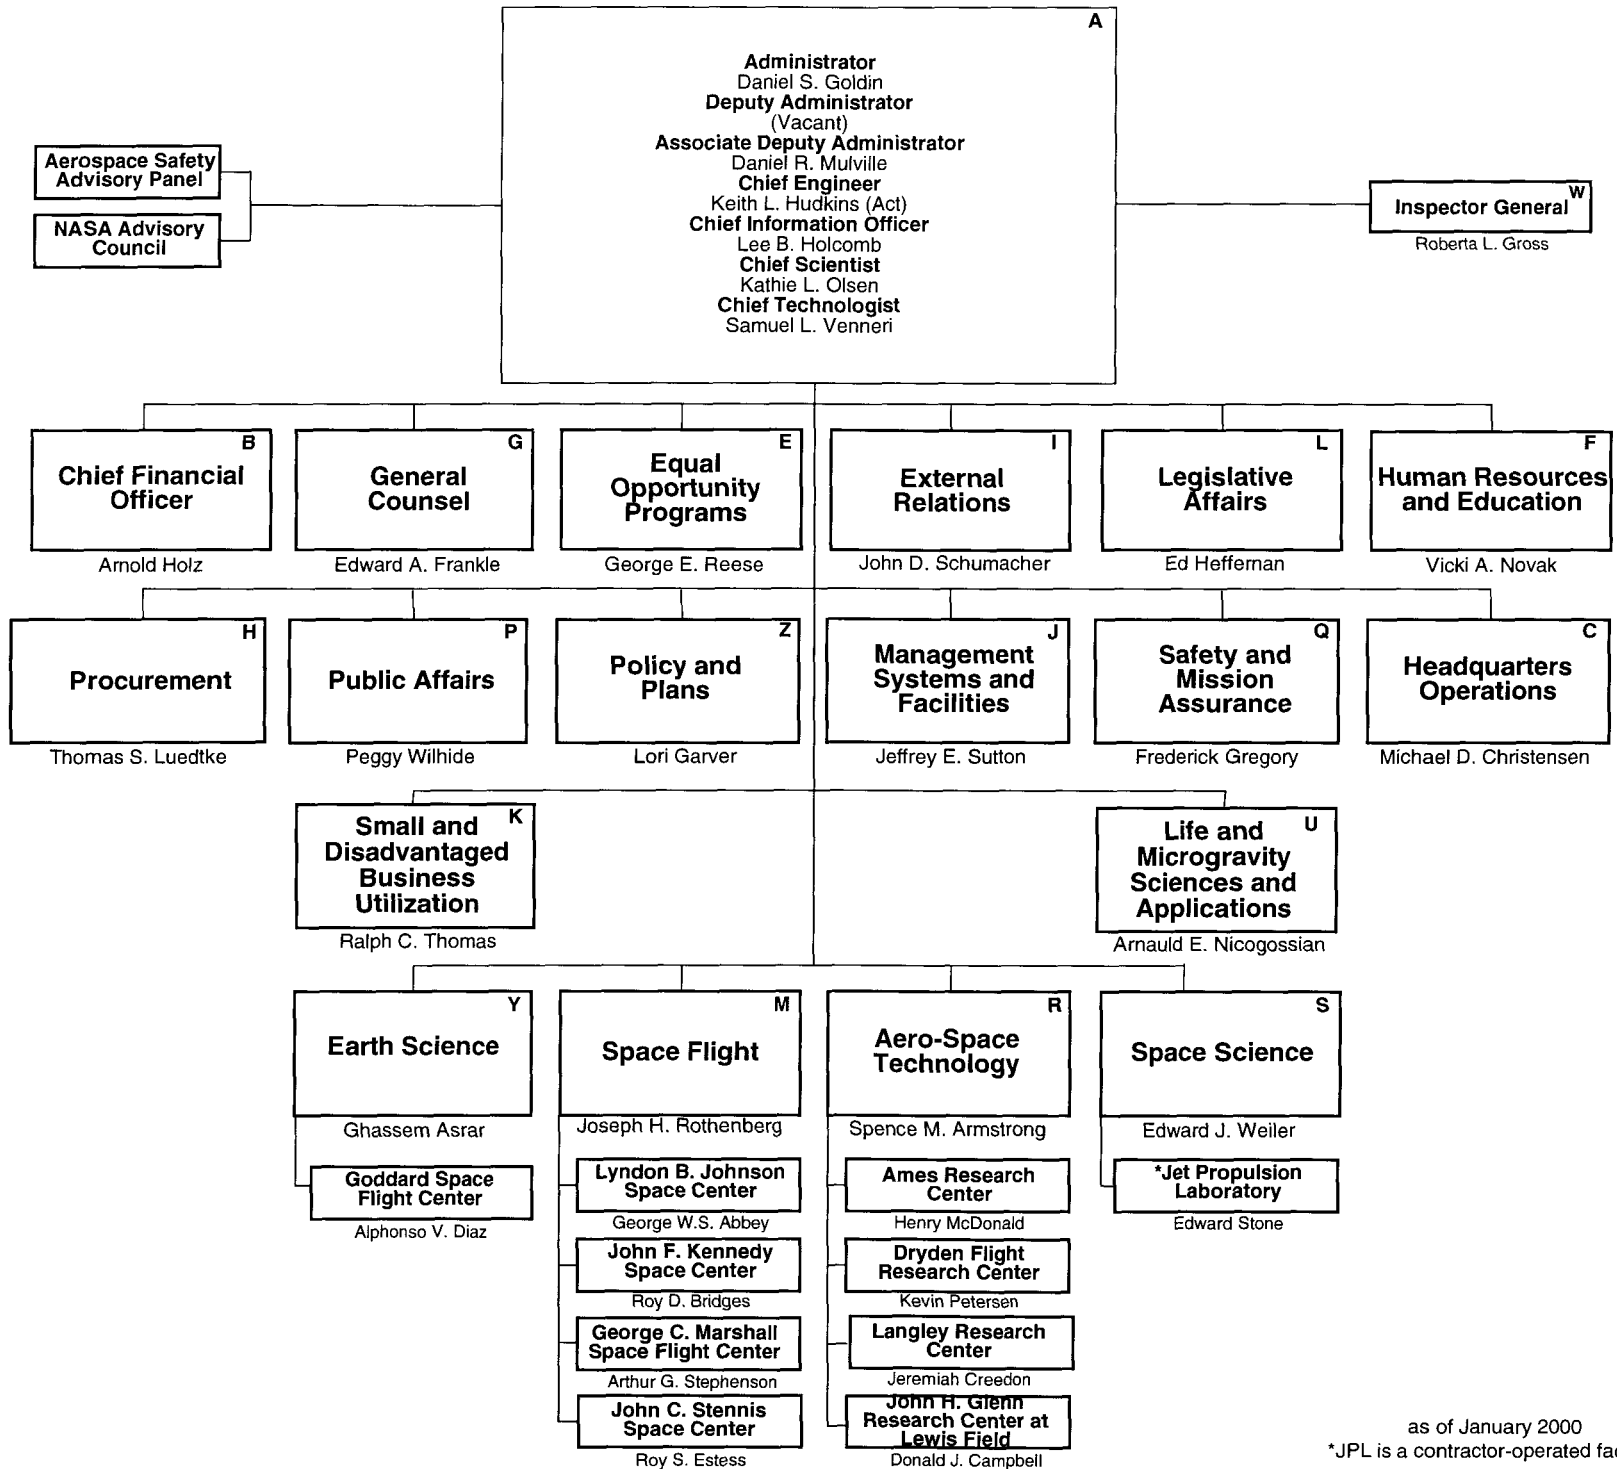 A
Administrator
Daniel S. Goldin
Deputy Administrator
(Vacant)
Associate Deputy Administrator
Daniel R. Mulville
Chief Engineer
Keith L. Hudkins (Act)
Chief Information Officer
Lee B. Holcomb
Chief Scientist
Kathie L. Olsen
Chief Technologist
Samuel L. Venneri
Aerospace Safety
Advisory Panel
NASA Advisory
Council
W
Inspector General
Roberta L. Gross
B
Chief Financial
Officer
Arnold Holz
G
General
Counsel
Edward A. Frankle
E
Equal
Opportunity
Programs
George E. Reese
I
External
Relations
John D. Schumacher
L
Legislative
Affairs
Ed Heffernan
F
Human Resources
and Education
Vicki A. Novak
H
Procurement
Thomas S. Luedtke
P
Public Affairs
Peggy Wilhide
Z
Policy and
Plans
Lori Garver
J
Management
Systems and
Facilities
Jeffrey E. Sutton
Q
Safety and
Mission
Assurance
Frederick Gregory
C
Headquarters
Operations
Michael D. Christensen
K
Small and
Disadvantaged
Business
Utilization
Ralph C. Thomas
U
Life and
Microgravity
Sciences and
Applications
Arnauld E. Nicogossian
Y
Earth Science
Ghassem Asrar
Goddard Space
Flight Center
Alphonso V. Diaz
M
Space Flight
Joseph H. Rothenberg
Lyndon B. Johnson
Space Center
George W.S. Abbey
John F. Kennedy
Space Center
Roy D. Bridges
George C. Marshall
Space Flight Center
Arthur G. Stephenson
John C. Stennis
Space Center
Roy S. Estess
R
Aero-Space
Technology
Spence M. Armstrong
Ames Research
Center
Henry McDonald
Dryden Flight
Research Center
Kevin Petersen
Langley Research
Center
Jeremiah Creedon
John H. Glenn
Research Center at
Lewis Field
Donald J. Campbell
S
Space Science
Edward J. Weiler
*Jet Propulsion
Laboratory
Edward Stone
as of January 2000
*JPL is a contractor-operated